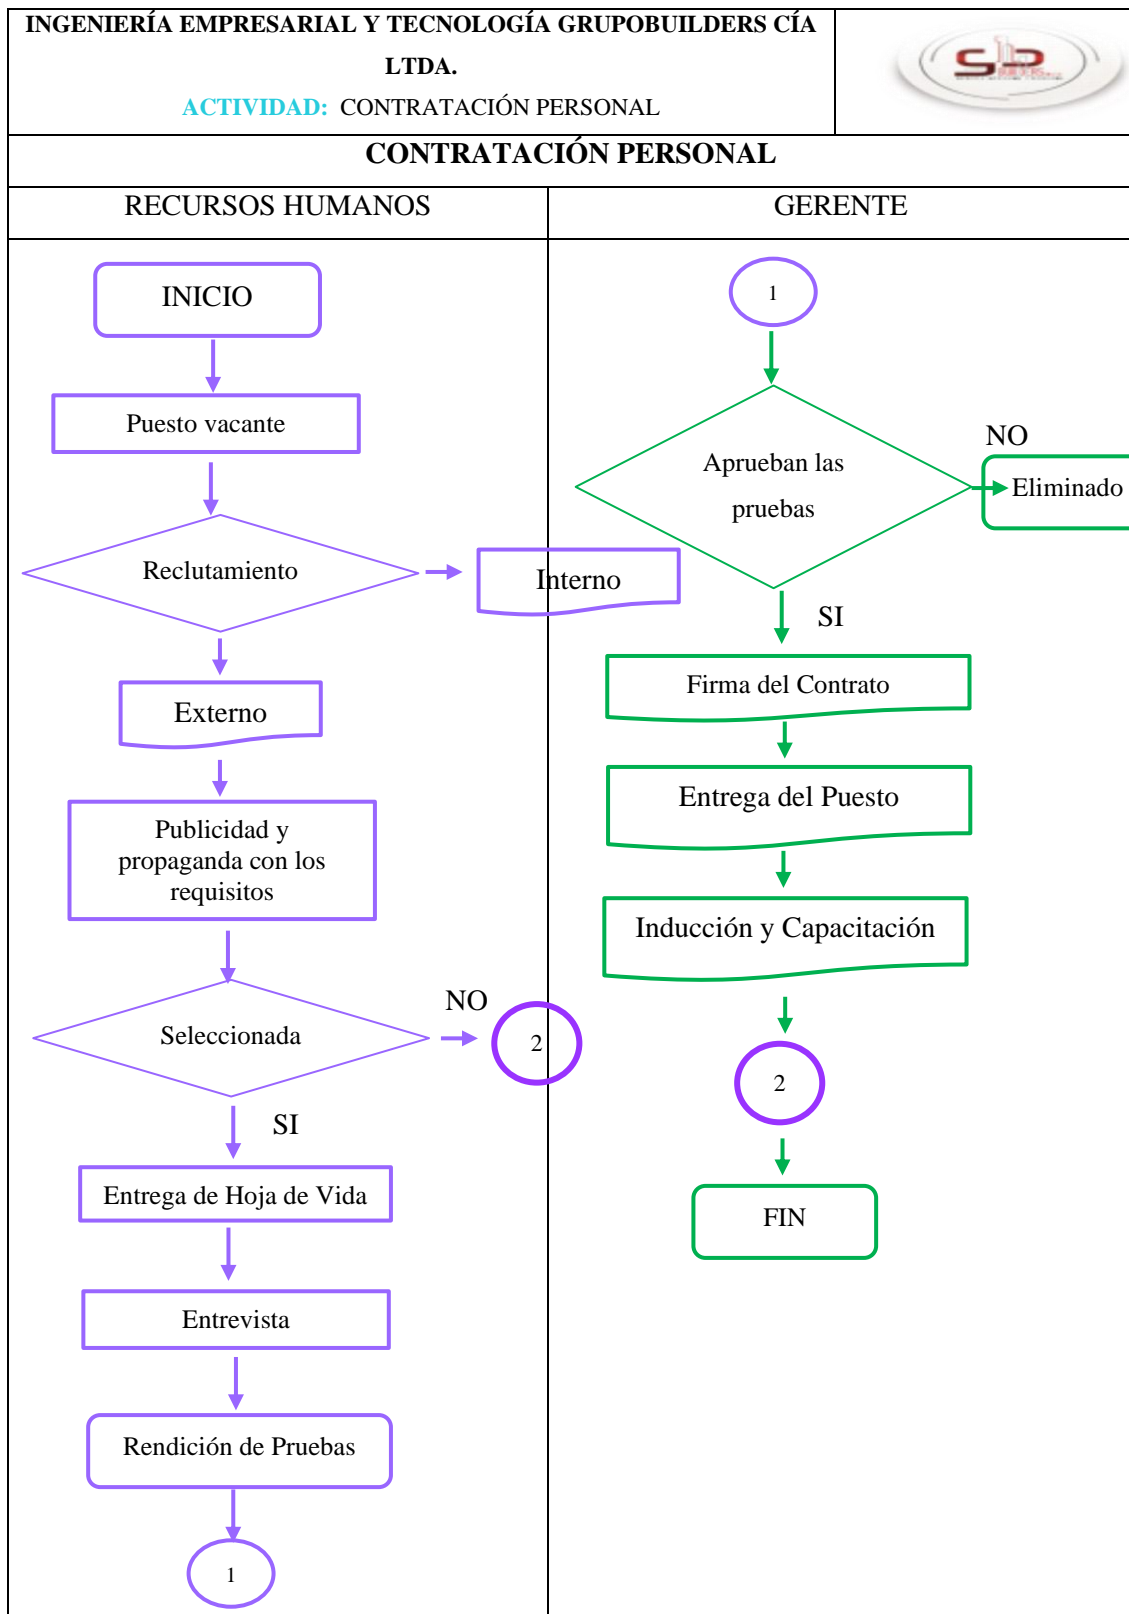 INGENIERÍA EMPRESARIAL Y TECNOLOGÍA GRUPOBUILDERS CÍA
LTDA.
ACTIVIDAD: CONTRATACIÓN PERSONAL
CONTRATACIÓN PERSONAL
RECURSOS HUMANOS
GERENTE
INICIO
Puesto vacante
Reclutamiento
Interno
Externo
Publicidad y
propaganda con los
requisitos
Seleccionada
NO
2
SI
Entrega de Hoja de Vida
Entrevista
Rendición de Pruebas
1
1
Aprueban las
pruebas
NO
Eliminado
SI
Firma del Contrato
Entrega del Puesto
Inducción y Capacitación
2
FIN